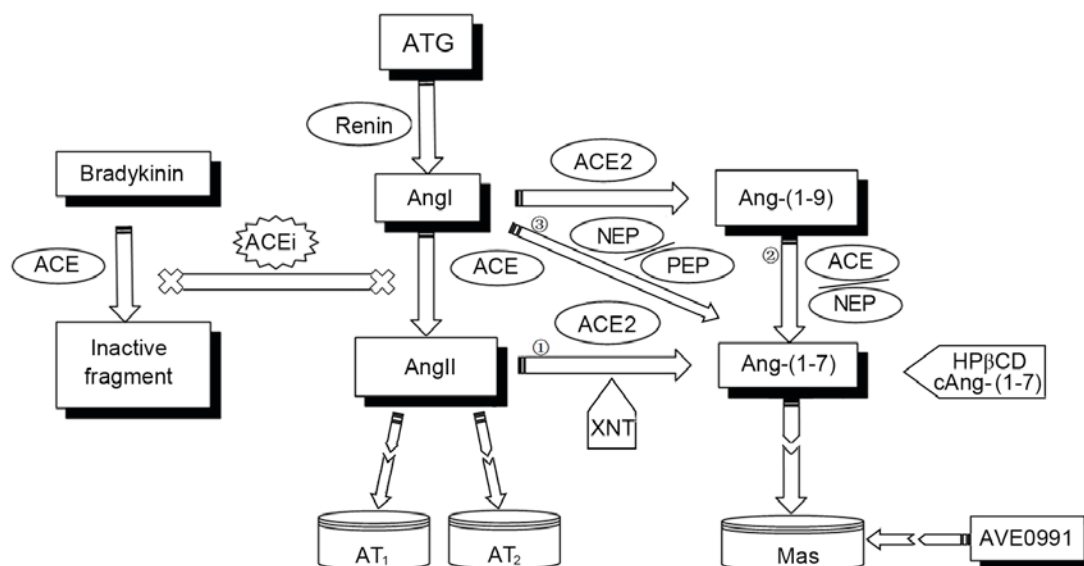 ATG
Renin
ACE2
Bradykinin
AngI
Ang-(1-9)
③
NEP
ACEi
ACE
ACE
PEP
②
ACE
NEP
ACE2
Inactive
fragment
AngII
①
Ang-(1-7)
HPβCD
cAng-(1-7)
XNT
AT₁
AT₂
Mas
AVE0991